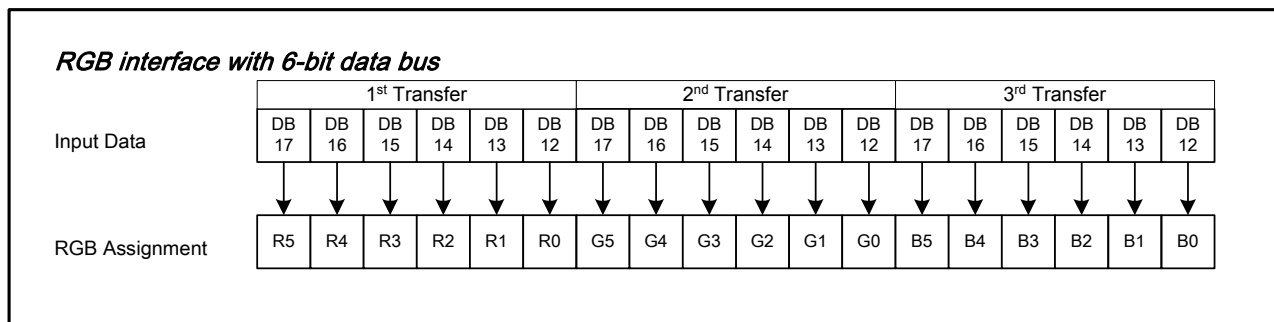 RGB interface with 6-bit data bus
1st Transfer 2nd Transfer 3rd Transfer
Input Data DB 17 DB 16 DB 15 DB 14 DB 13 DB 12 DB 17 DB 16 DB 15 DB 14 DB 13 DB 12 DB 17 DB 16 DB 15 DB 14 DB 13 DB 12
RGB Assignment R5 R4 R3 R2 R1 R0 G5 G4 G3 G2 G1 G0 B5 B4 B3 B2 B1 B0